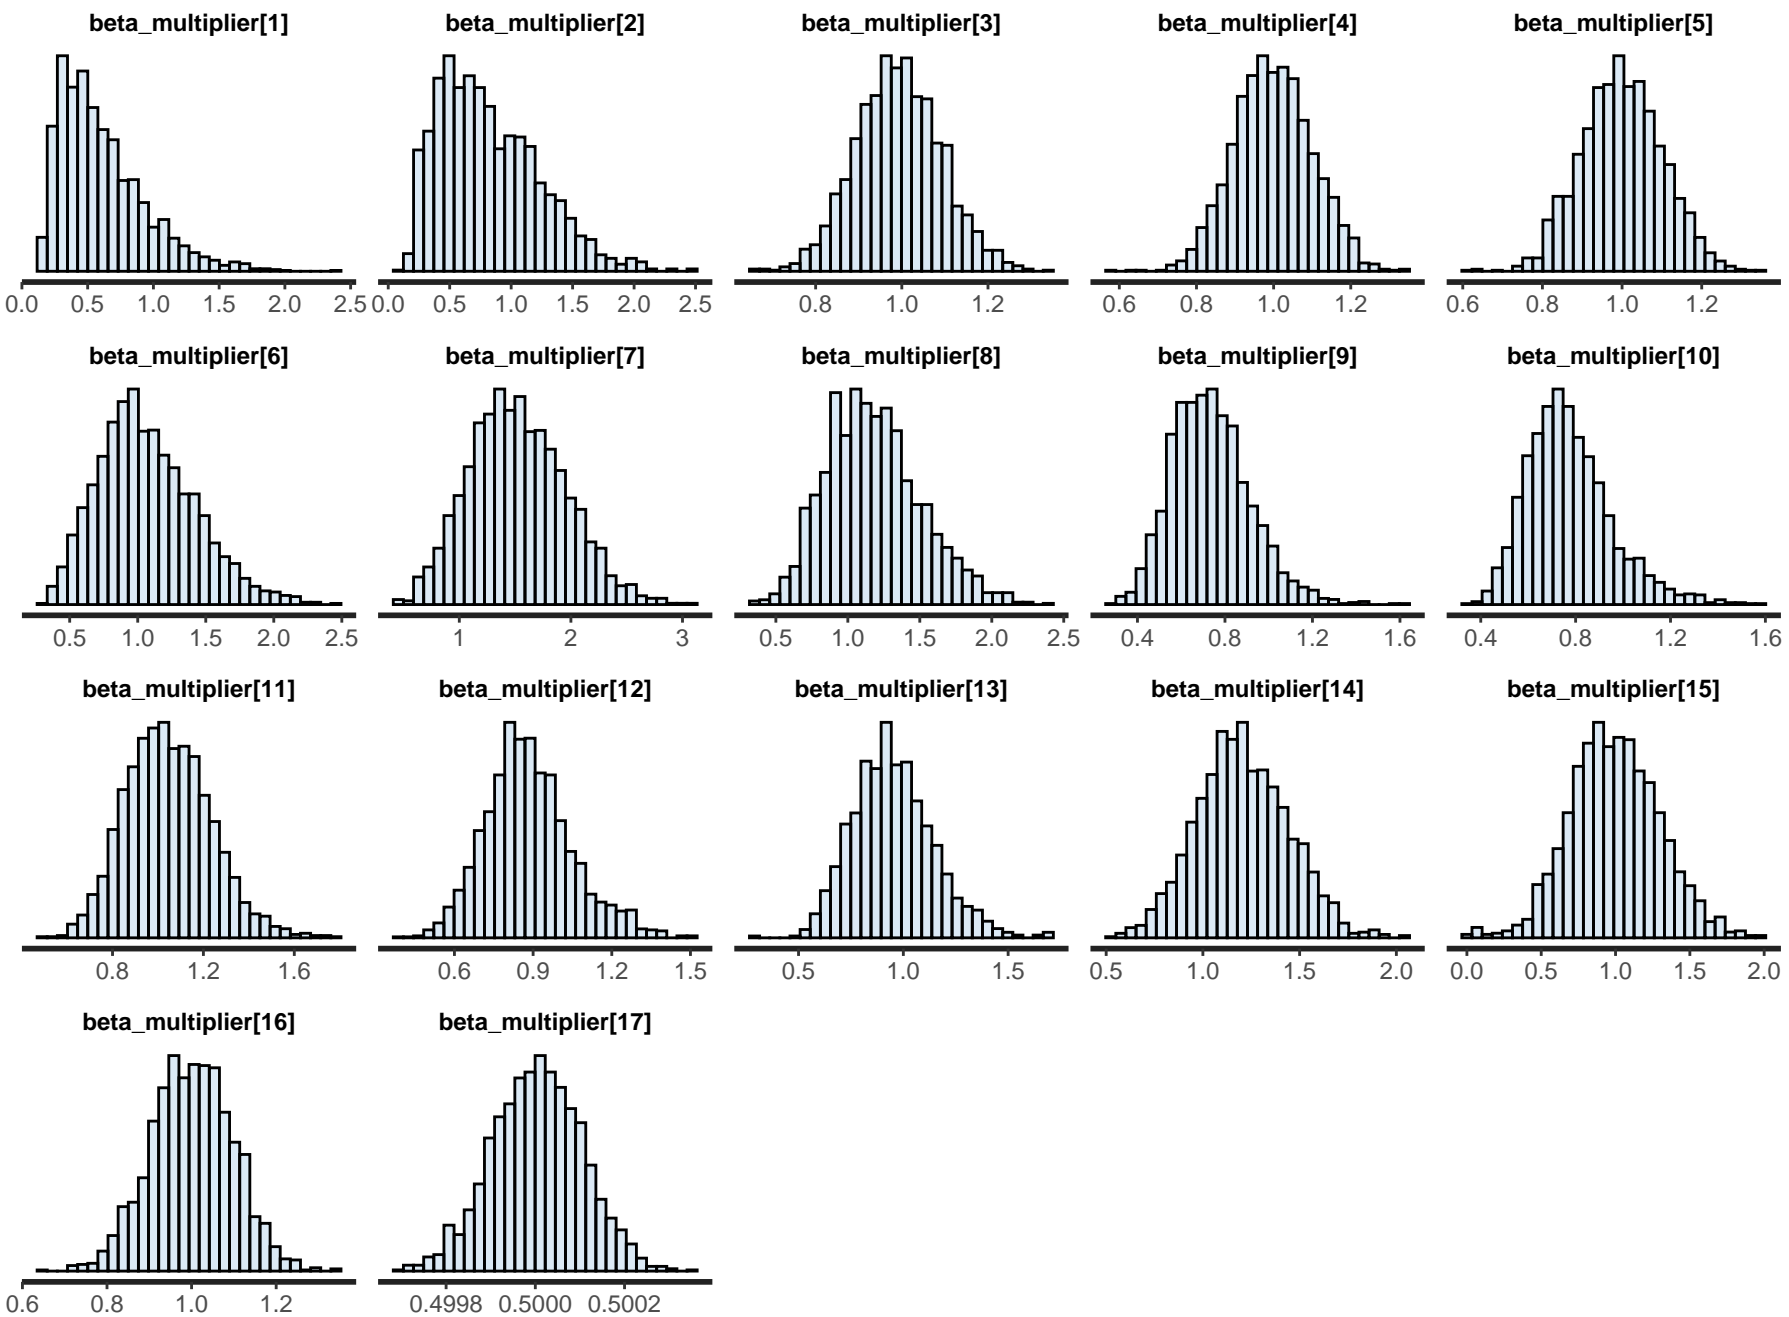 beta_multiplier[1] beta_multiplier[2] beta_multiplier[3] beta_multiplier[4] beta_multiplier[5]
0.0 0.5 1.0 1.5 2.0 2.5 0.0 0.5 1.0 1.5 2.0 2.5 0.8 1.0 1.2 0.6 0.8 1.0 1.2 0.6 0.8 1.0 1.2
beta_multiplier[6] beta_multiplier[7] beta_multiplier[8] beta_multiplier[9] beta_multiplier[10]
0.5 1.0 1.5 2.0 2.5 1 2 3 0.5 1.0 1.5 2.0 2.5 0.4 0.8 1.2 1.6 0.4 0.8 1.2 1.6
beta_multiplier[11] beta_multiplier[12] beta_multiplier[13] beta_multiplier[14] beta_multiplier[15]
0.8 1.2 1.6 0.6 0.9 1.2 1.5 0.5 1.0 1.5 0.5 1.0 1.5 2.0 0.0 0.5 1.0 1.5 2.0
beta_multiplier[16] beta_multiplier[17]
0.6 0.8 1.0 1.2 0.4998 0.5000 0.5002